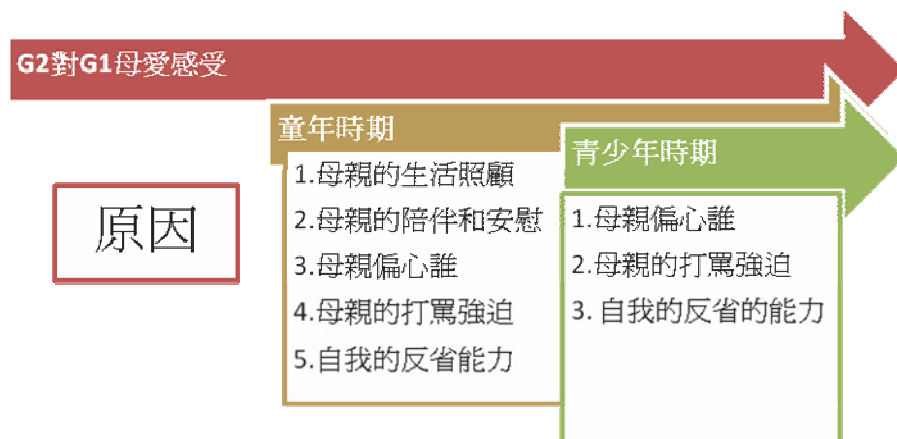 G2對G1母愛感受
童年時期
原因
1.母親的生活照顧
2.母親的陪伴和安慰
3.母親偏心誰
4.母親的打罵強迫
5.自我的反省能力
青少年時期
1.母親偏心誰
2.母親的打罵強迫
3. 自我的反省的能力